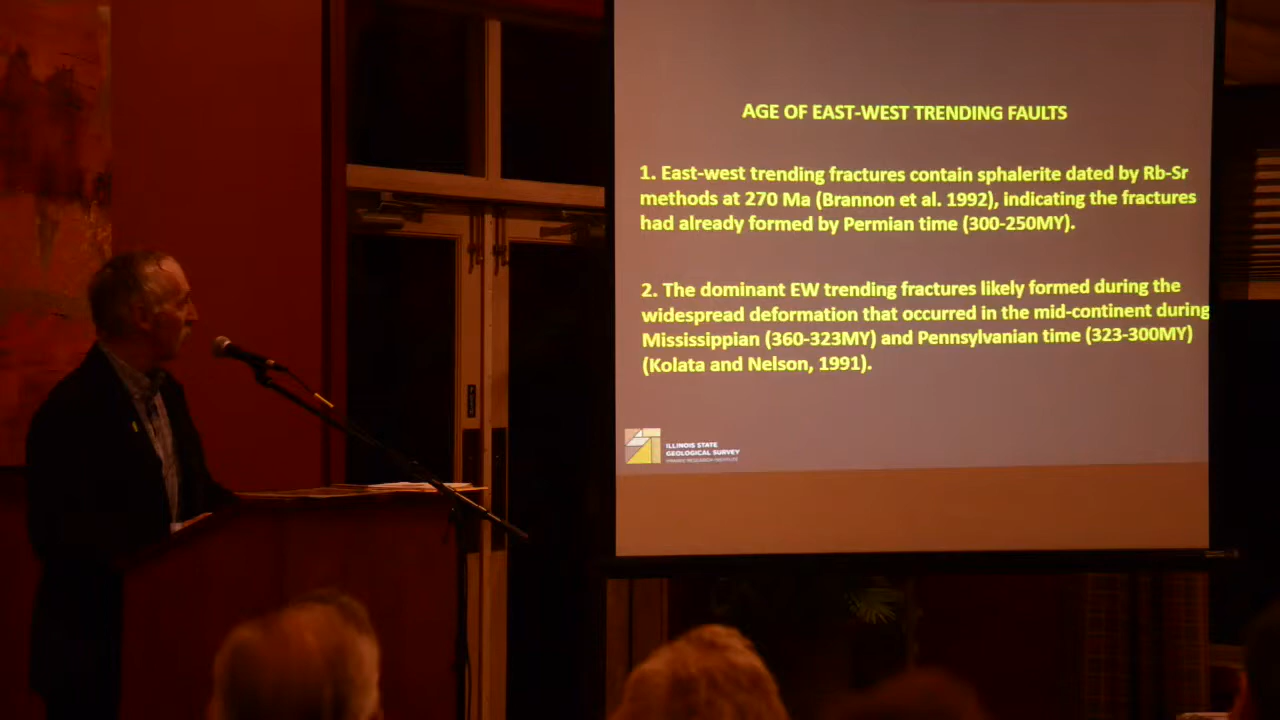 AGE OF EAST-WEST TRENDING FAULTS
1. East-west trending fractures contain sphalerite dated by Rb-Sr
methods at 270 Ma (Brannon et al. 1992), indicating the fractures
had already formed by Permian time (300-250MY).
2. The dominant EW trending fractures likely formed during the
widespread deformation that occurred in the mid-continent during
Mississippian (360-323MY) and Pennsylvanian time (323-300MY)
(Kolata and Nelson, 1991).
ILLINOIS STATE
GEOLOGICAL SURVEY
PRAIRIE RESEARCH INSTITUTE